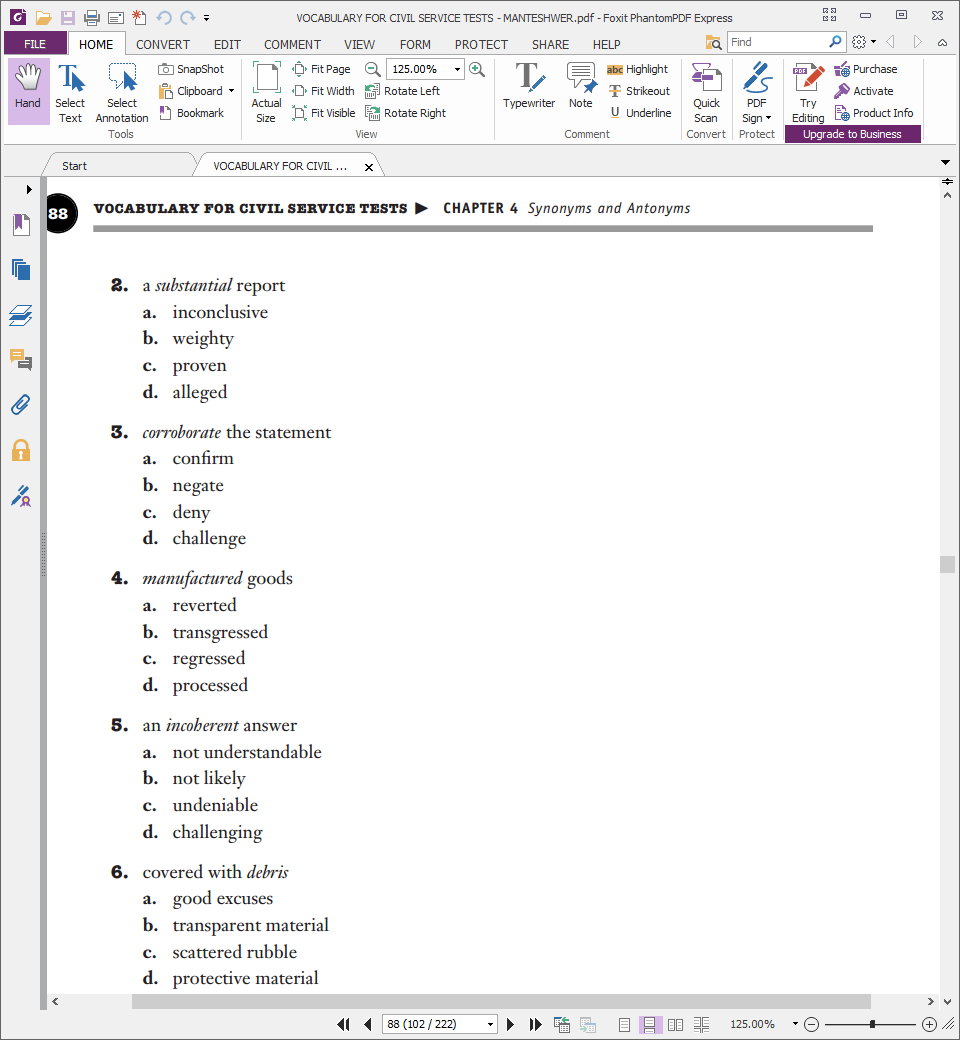 VOCABULARY FOR CIVIL SERVICE TESTS - MANTESHWER.pdf - Foxit PhantomPDF Express
FILE HOME CONVERT EDIT COMMENT VIEW FORM PROTECT SHARE HELP Find
Hand
Select Text
Select Annotation
SnapShot
Clipboard
Bookmark
Tools
Actual Size
Fit Page
Fit Width
Fit Visible
125.00%
Rotate Left
Rotate Right
View
Typewriter
Note
abc Highlight
T Strikeout
U Underline
Comment
Quick Scan
Convert
PDF Sign
Protect
PDF
Try Editing
Purchase
Activate
Product Info
Upgrade to Business
Start VOCABULARY FOR CIVIL ...
88 VOCABULARY FOR CIVIL SERVICE TESTS ▶ CHAPTER 4 Synonyms and Antonyms
2. a substantial report
a. inconclusive
b. weighty
c. proven
d. alleged
3. corroborate the statement
a. confirm
b. negate
c. deny
d. challenge
4. manufactured goods
a. reverted
b. transgressed
c. regressed
d. processed
5. an incoherent answer
a. not understandable
b. not likely
c. undeniable
d. challenging
6. covered with debris
a. good excuses
b. transparent material
c. scattered rubble
d. protective material
88 (102 / 222) 125.00%